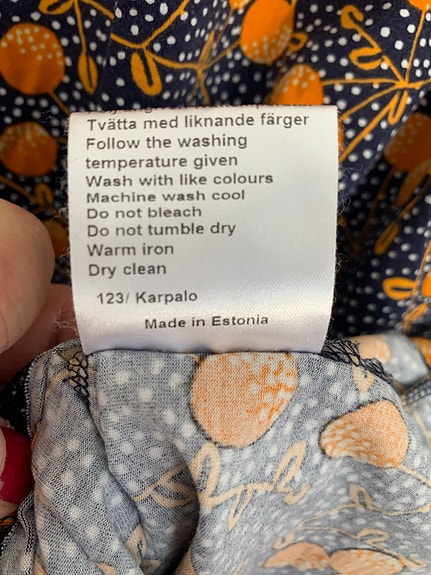 Tvätta med liknande färger
Follow the washing
temperature given
Wash with like colours
Machine wash cool
Do not bleach
Do not tumble dry
Warm iron
Dry clean
123/ Karpalo
Made in Estonia